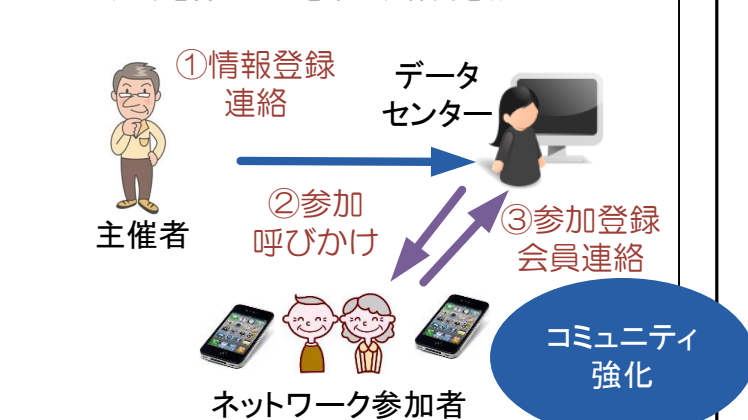 ①情報登録
連絡
データ
センター
主催者
②参加
呼びかけ
③参加登録
会員連絡
コミュニティ
強化
ネットワーク参加者